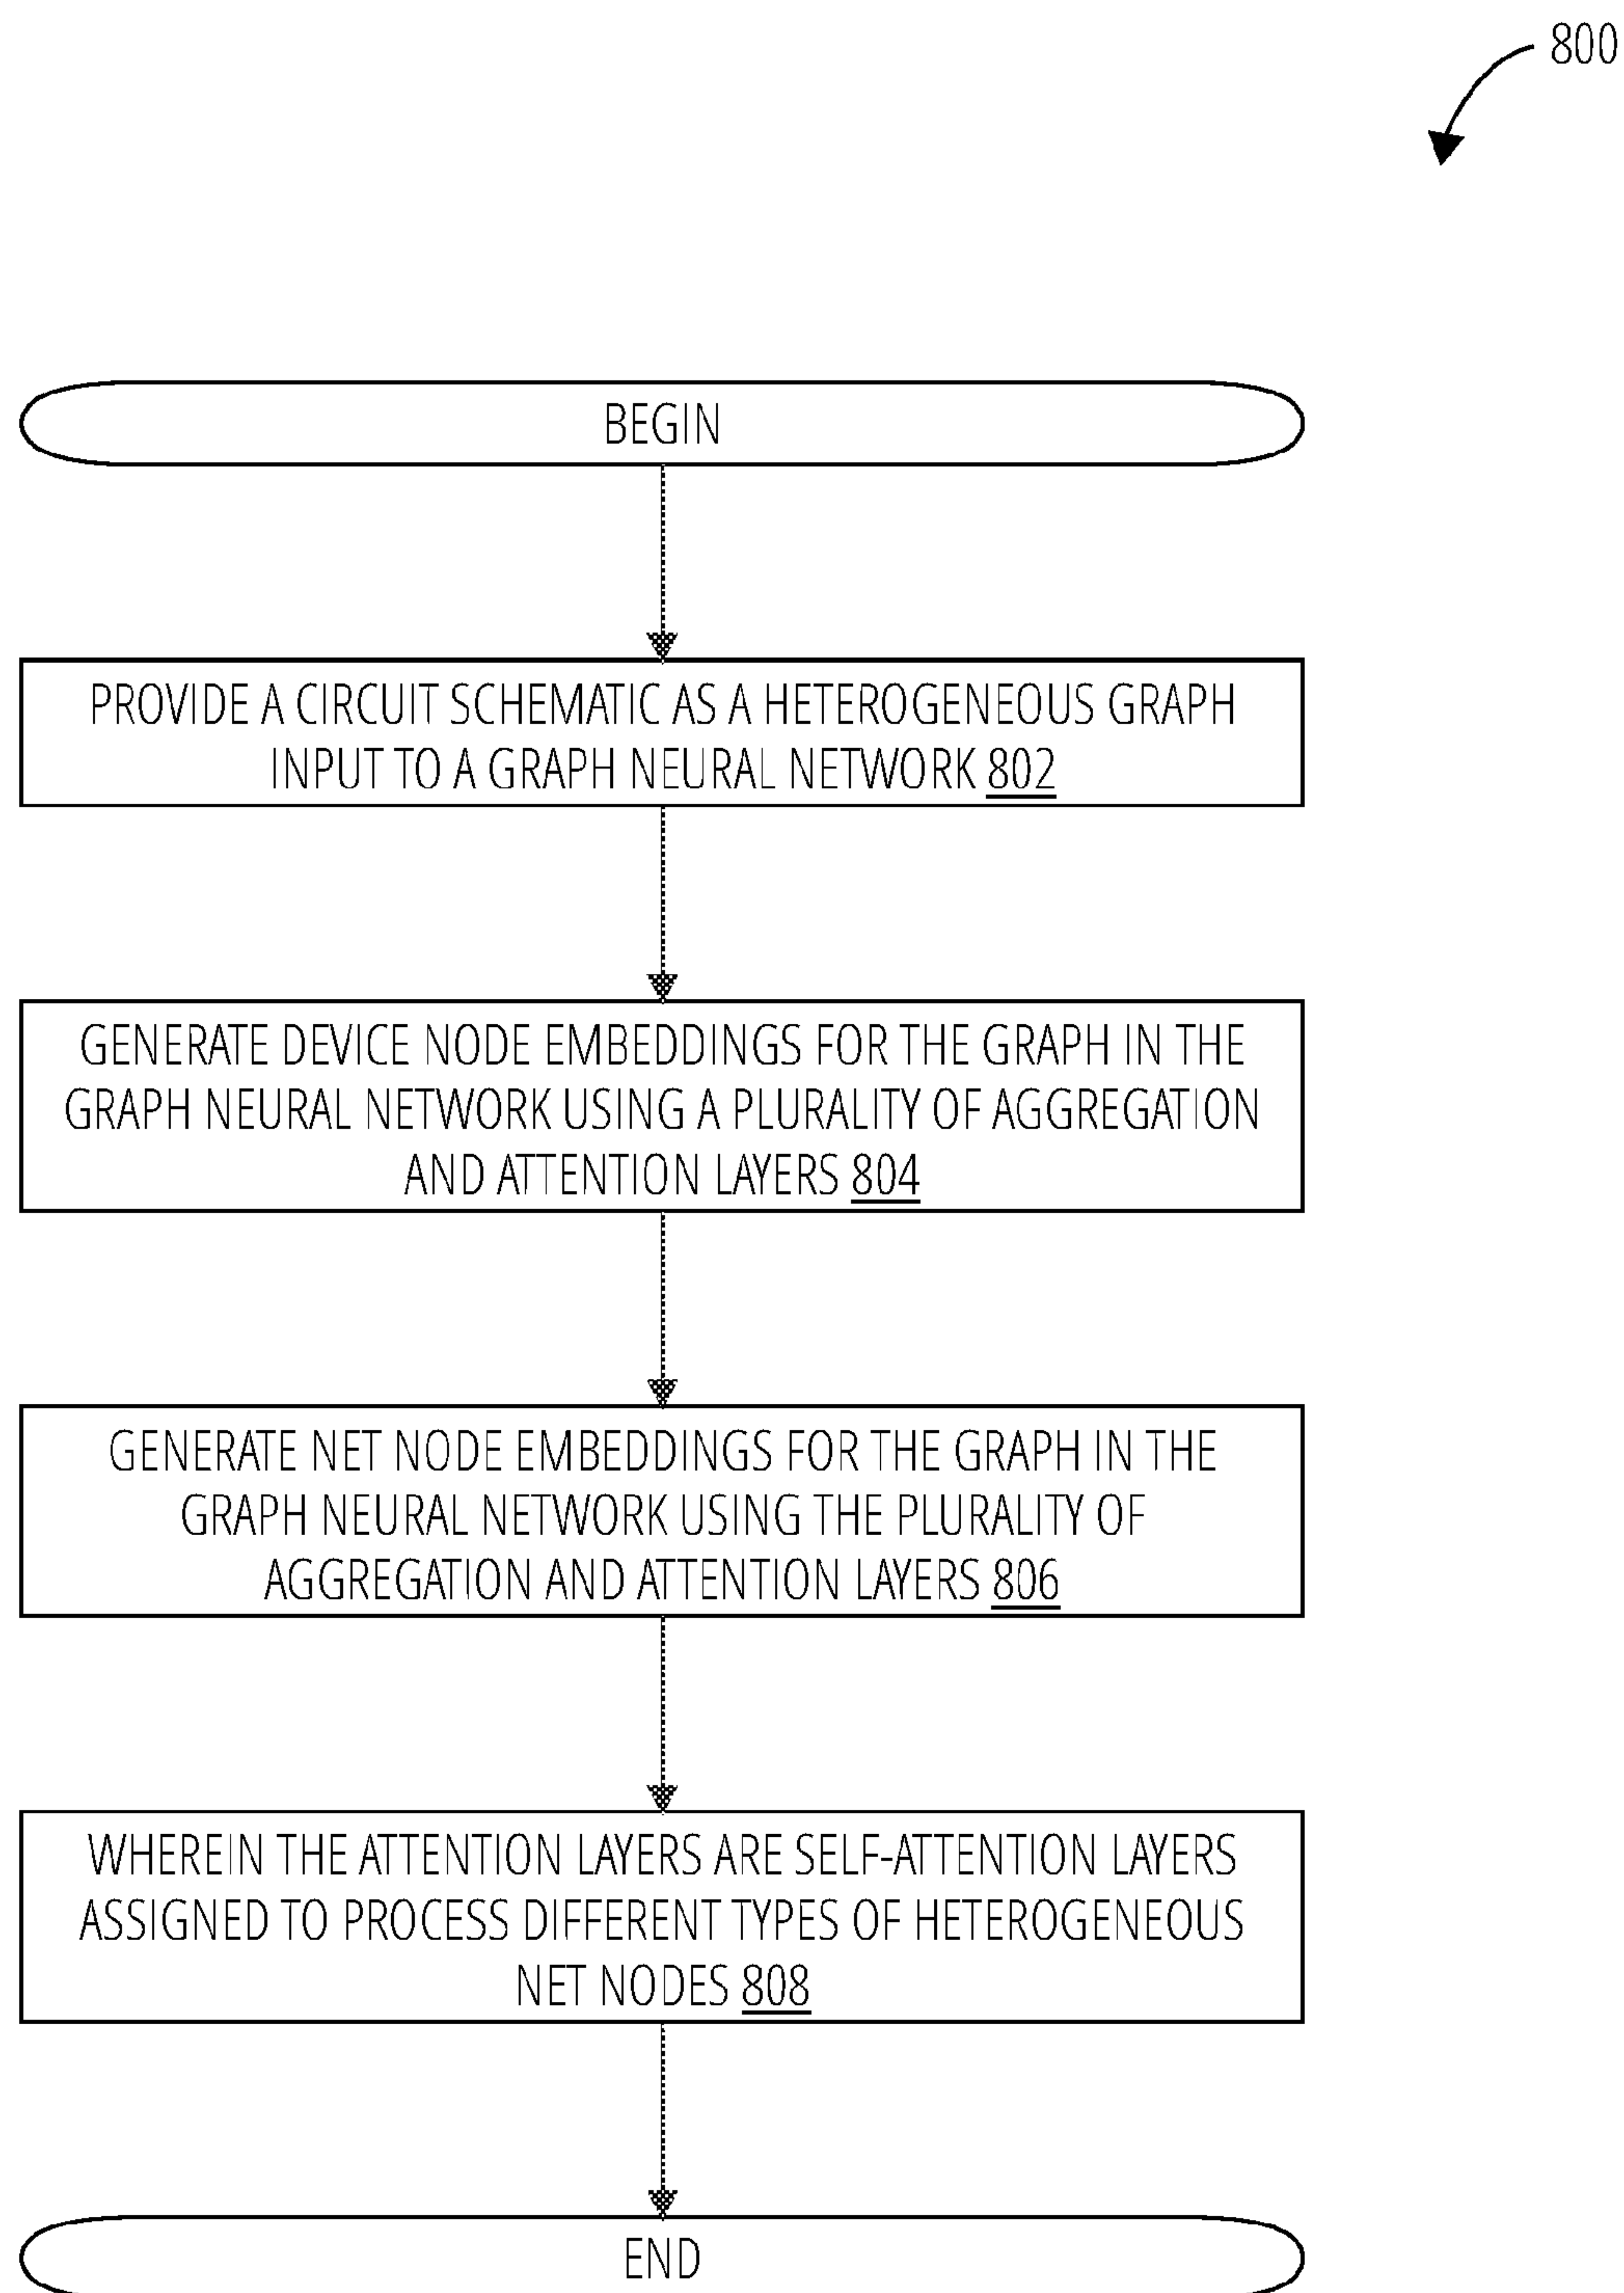 800
BEGIN
PROVIDE A CIRCUIT SCHEMATIC AS A HETEROGENEOUS GRAPH
INPUT TO A GRAPH NEURAL NETWORK 802
GENERATE DEVICE NODE EMBEDDINGS FOR THE GRAPH IN THE
GRAPH NEURAL NETWORK USING A PLURALITY OF AGGREGATION
AND ATTENTION LAYERS 804
GENERATE NET NODE EMBEDDINGS FOR THE GRAPH IN THE
GRAPH NEURAL NETWORK USING THE PLURALITY OF
AGGREGATION AND ATTENTION LAYERS 806
WHEREIN THE ATTENTION LAYERS ARE SELF-ATTENTION LAYERS
ASSIGNED TO PROCESS DIFFERENT TYPES OF HETEROGENEOUS
NET NODES 808
END